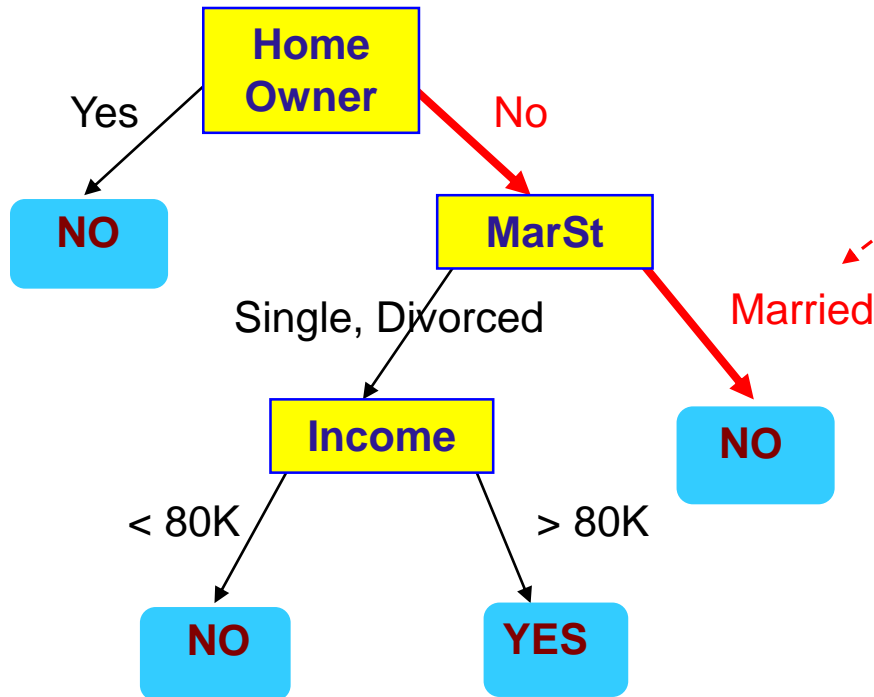 Home
Owner
Yes
No
NO
MarSt
Single, Divorced
Married
Income
NO
< 80K
> 80K
NO
YES